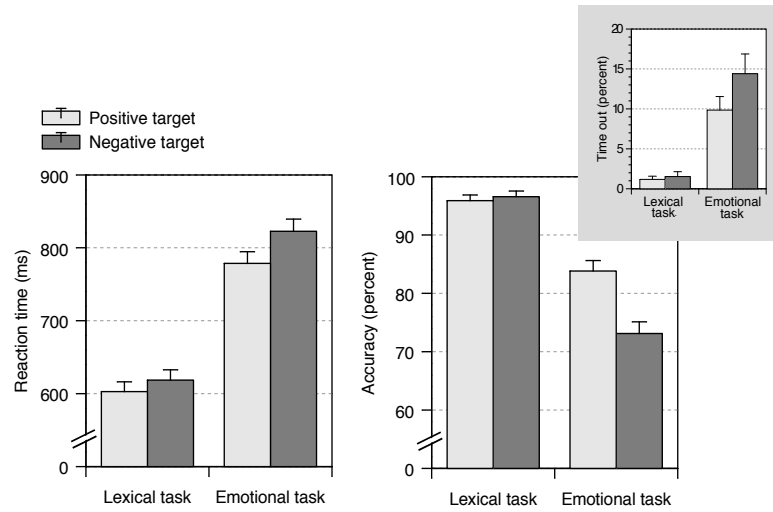 Positive target
Negative target
Reaction time (ms)
900
800
700
600
0
Lexical task
Emotional task
Accuracy (percent)
100
90
80
70
60
0
Lexical task
Emotional task
Time out (percent)
20
15
10
5
0
Lexical
task
Emotional
task